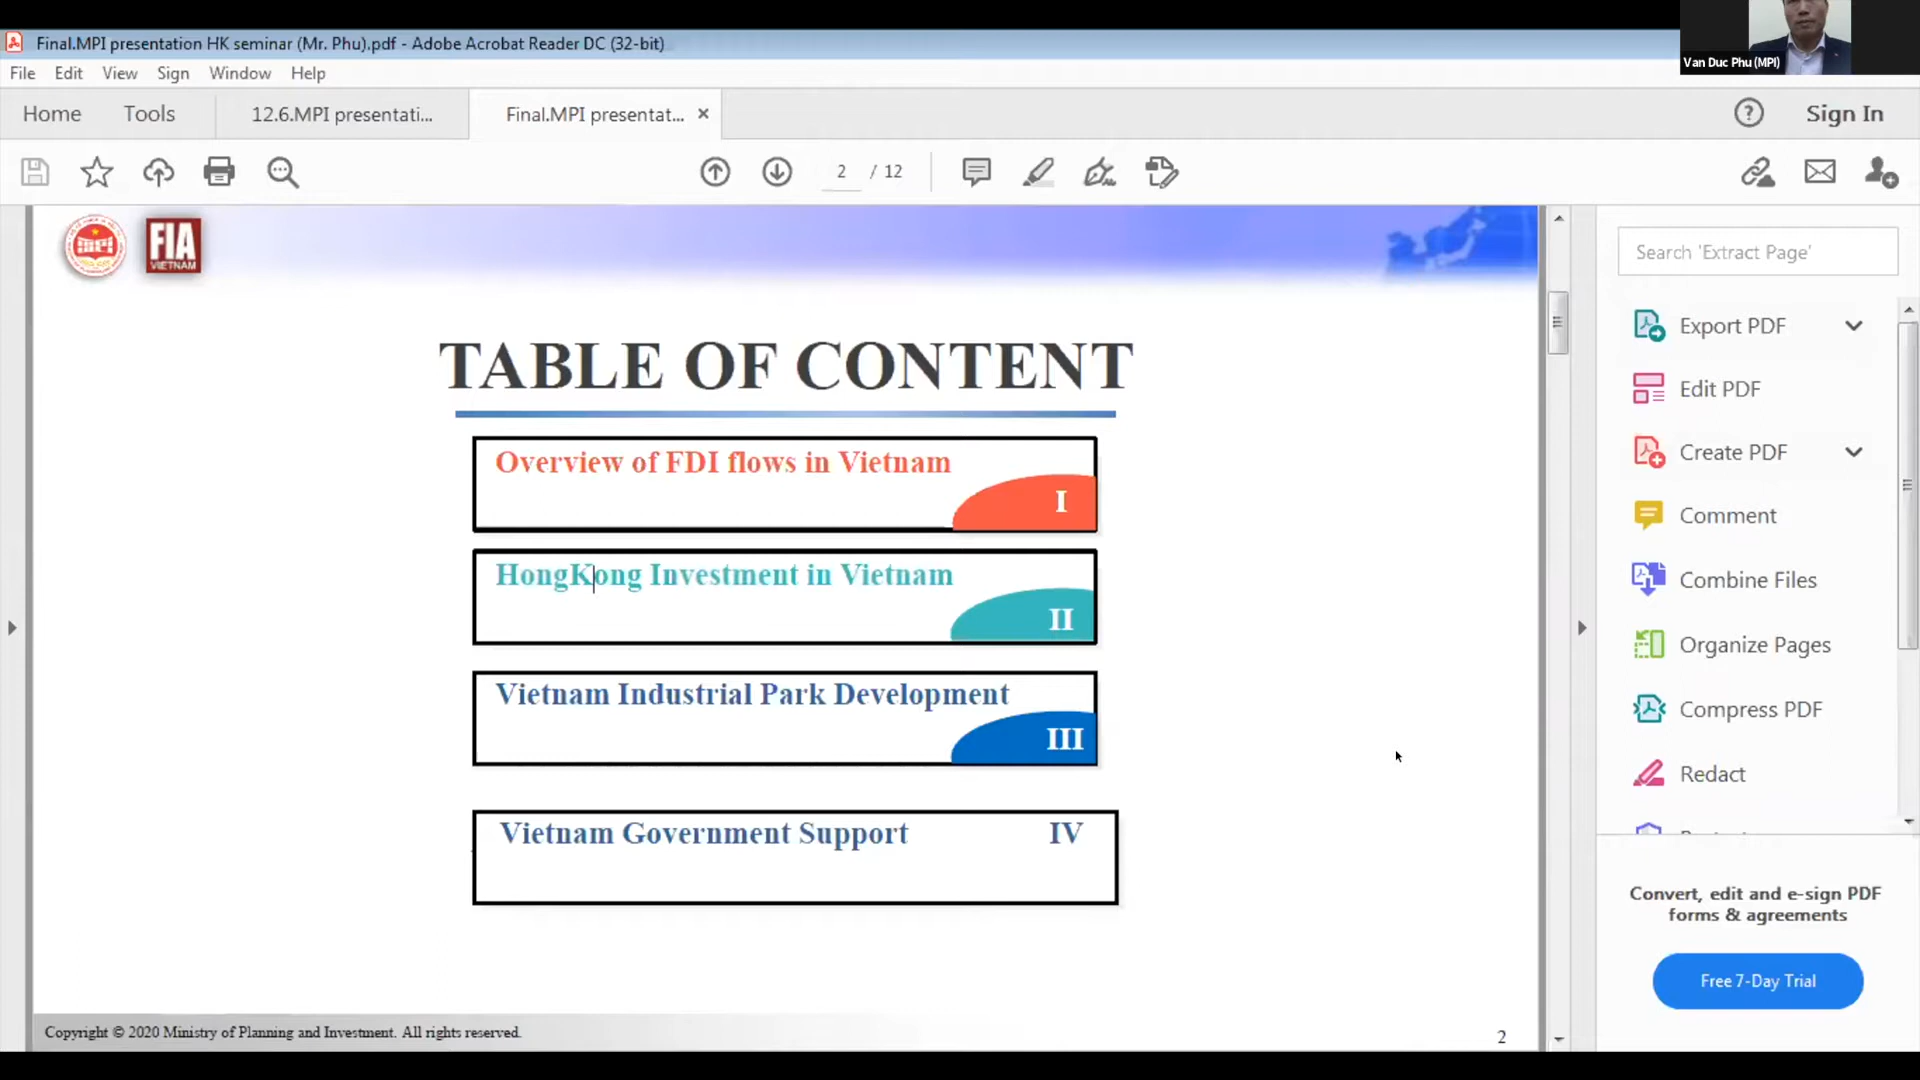 Final.MPI presentation HK seminar (Mr. Phu).pdf - Adobe Acrobat Reader DC (32-bit)
Van Duc Phu (MPI)
File Edit View Sign Window Help
Home Tools 12.6.MPI presentati... Final.MPI presentat... Sign In
2 / 12
MPI
FIA
VIETNAM
Search 'Extract Page'
Export PDF
Edit PDF
Create PDF
Comment
Combine Files
Organize Pages
Compress PDF
Redact
Convert, edit and e-sign PDF
forms & agreements
Free 7-Day Trial
TABLE OF CONTENT
Overview of FDI flows in Vietnam
I
HongKong Investment in Vietnam
II
Vietnam Industrial Park Development
III
Vietnam Government Support IV
Copyright © 2020 Ministry of Planning and Investment. All rights reserved.
2